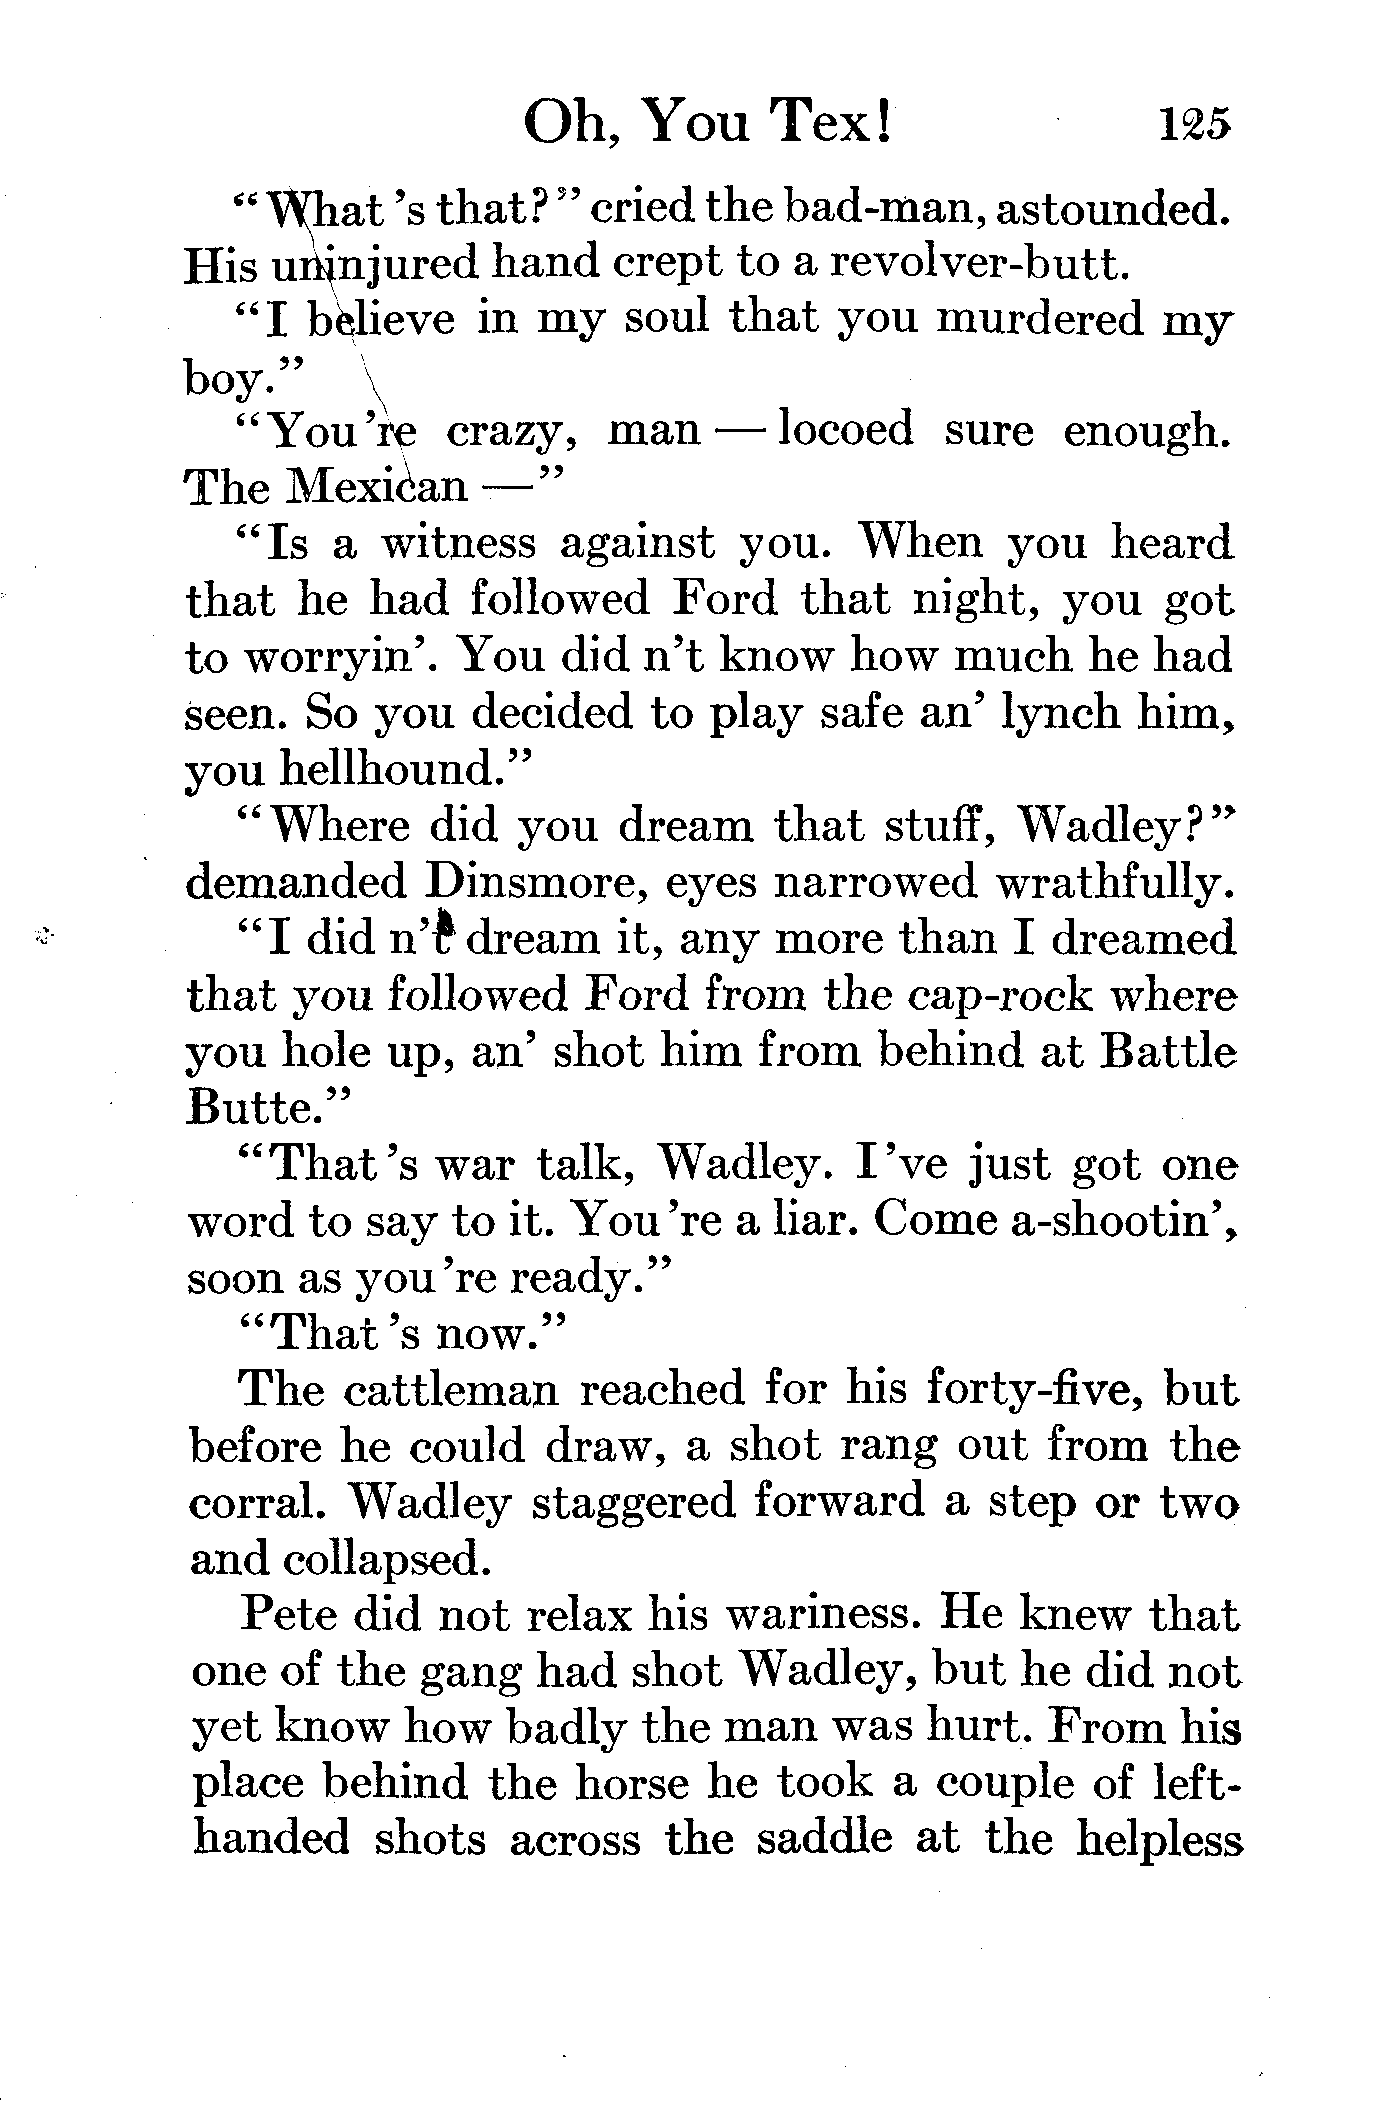 Oh, You Tex! 125
“What 's that?” cried the bad-man, astounded.
His uninjured hand crept to a revolver-butt.
“I believe in my soul that you murdered my
boy.”
“You 're crazy, man — locoed sure enough.
The Mexican —”
“Is a witness against you. When you heard
that he had followed Ford that night, you got
to worryin’. You did n’t know how much he had
seen. So you decided to play safe an’ lynch him,
you hellhound.”
“Where did you dream that stuff, Wadley?”
demanded Dinsmore, eyes narrowed wrathfully.
“I did n’t dream it, any more than I dreamed
that you followed Ford from the cap-rock where
you hole up, an’ shot him from behind at Battle
Butte.”
“That 's war talk, Wadley. I 've just got one
word to say to it. You 're a liar. Come a-shootin’,
soon as you 're ready.”
“That 's now.”
The cattleman reached for his forty-five, but
before he could draw, a shot rang out from the
corral. Wadley staggered forward a step or two
and collapsed.
Pete did not relax his wariness. He knew that
one of the gang had shot Wadley, but he did not
yet know how badly the man was hurt. From his
place behind the horse he took a couple of left-
handed shots across the saddle at the helpless